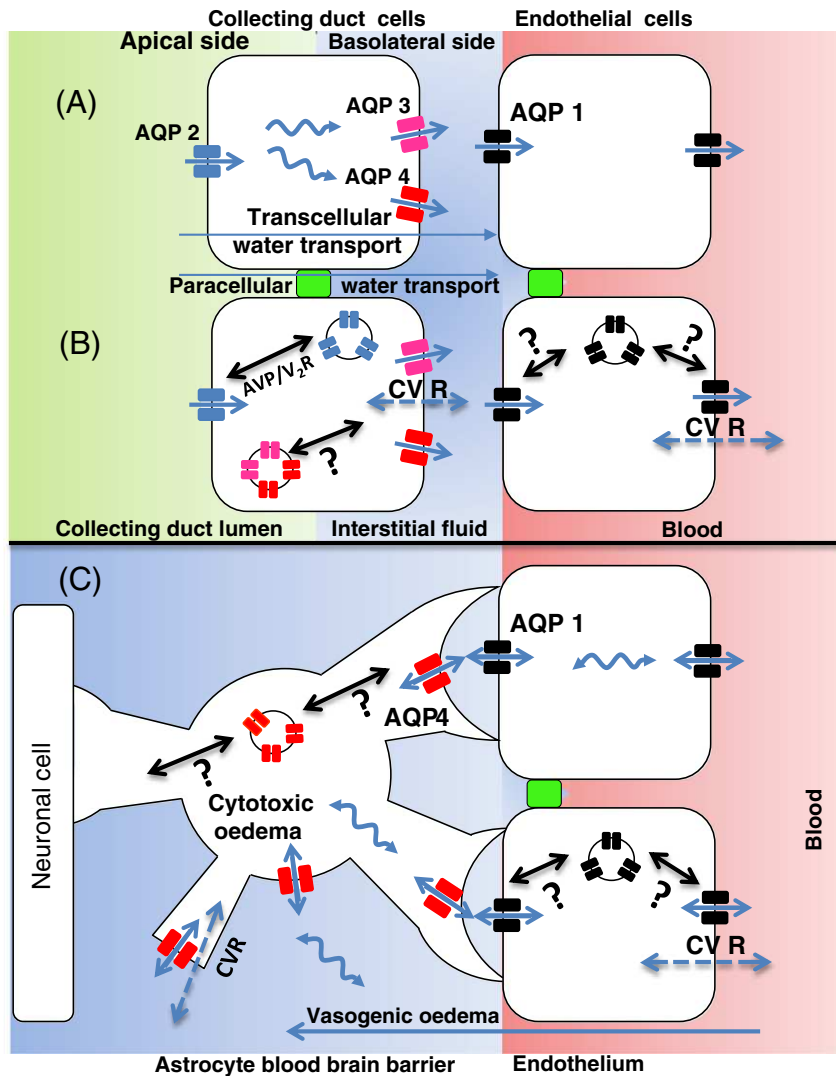 Collecting duct cells
Endothelial cells
Apical side
Basolateral side
(A)
AQP 3
AQP 2
AQP 1
AQP 4
Transcellular
water transport
Paracellular
water transport
(B)
AVP/V₂R
CV R
?
?
?
CV R
Collecting duct lumen
Interstitial fluid
Blood
(C)
AQP 1
?
AQP4
?
Neuronal cell
Cytotoxic
oedema
Blood
?
?
CVR
CV R
Vasogenic oedema
Astrocyte blood brain barrier
Endothelium